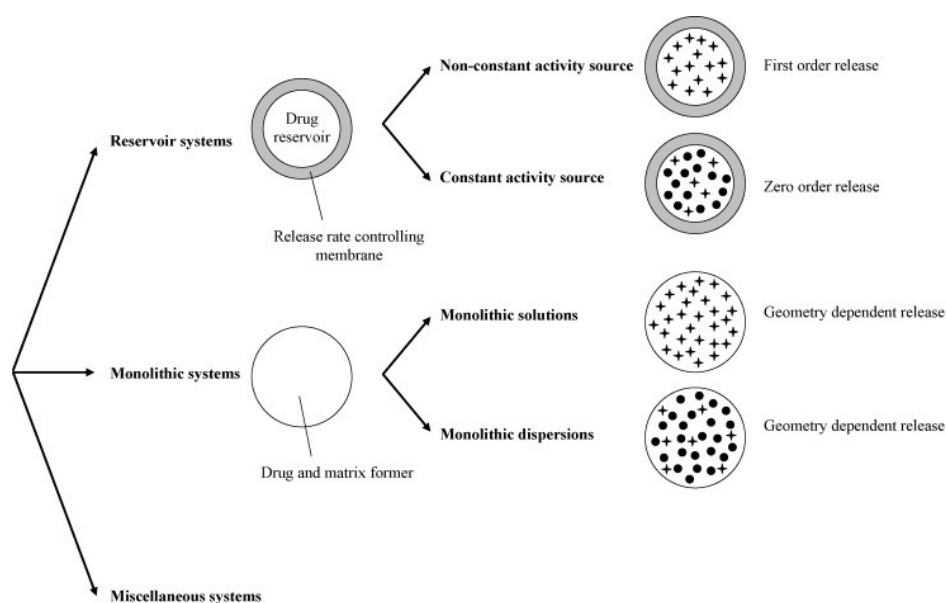 Non-constant activity source
First order release
Drug
reservoir
Reservoir systems
Constant activity source
Zero order release
Release rate controlling
membrane
Monolithic solutions
Geometry dependent release
Monolithic systems
Monolithic dispersions
Geometry dependent release
Drug and matrix former
Miscellaneous systems